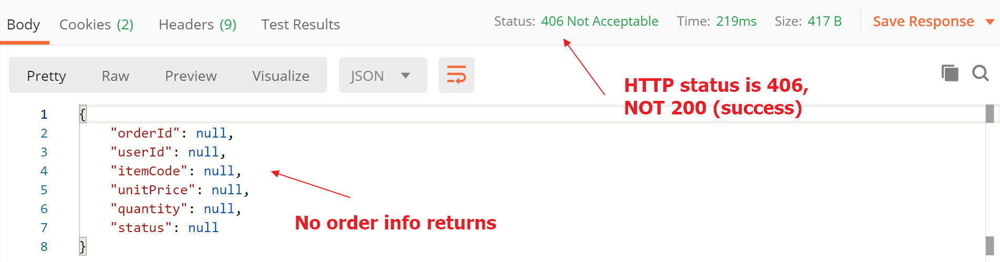 Body Cookies (2) Headers (9) Test Results Status: 406 Not Acceptable Time: 219ms Size: 417 B Save Response
Pretty Raw Preview Visualize JSON
HTTP status is 406,
NOT 200 (success)
1 {
2 "orderId": null,
3 "userId": null,
4 "itemCode": null,
5 "unitPrice": null,
6 "quantity": null,
7 "status": null
8 }
No order info returns